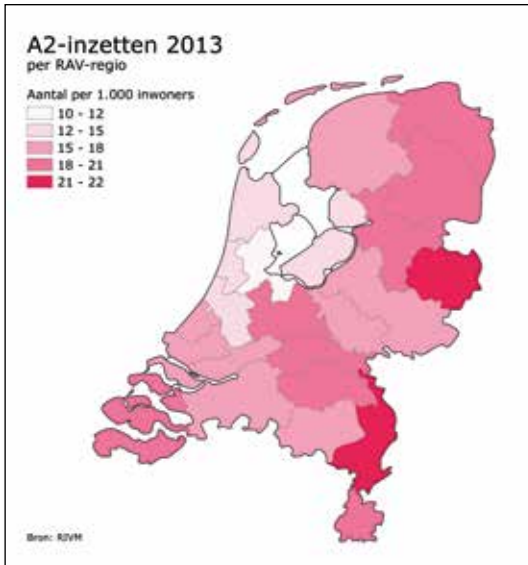 A2-inzetten 2013
per RAV-regio
Aantal per 1.000 inwoners
10 - 12
12 - 15
15 - 18
18 - 21
21 - 22
Bron: RIVM